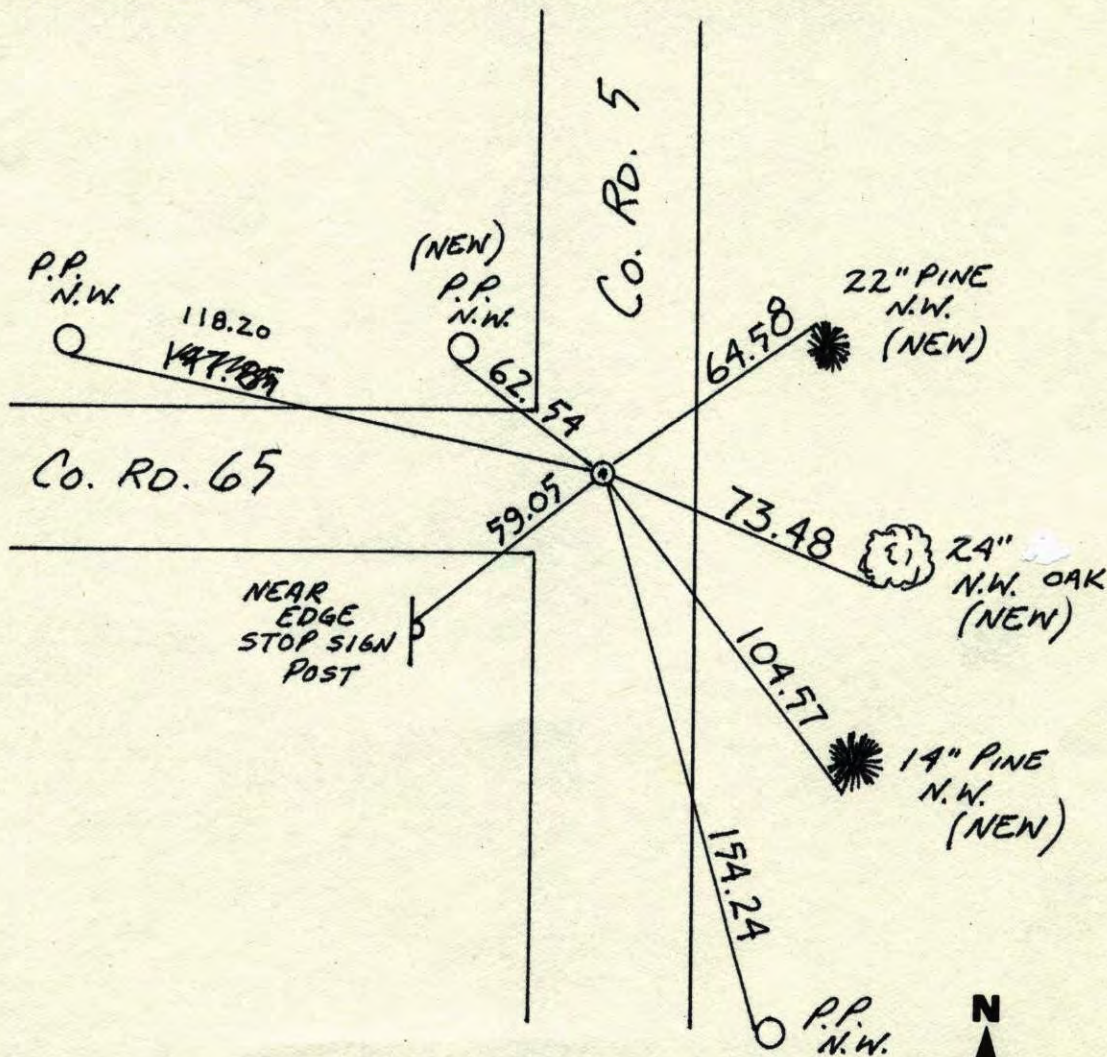 Co. RD. 5
P.P.
N.W.
118.20
(NEW)
P.P.
N.W.
62.54
64.58
22" PINE
N.W.
(NEW)
Co. RD. 65
59.05
NEAR
EDGE
STOP SIGN
POST
73.48
24"
N.W. OAK
(NEW)
104.57
14" PINE
N.W.
(NEW)
154.24
P.P.
N.W.
N